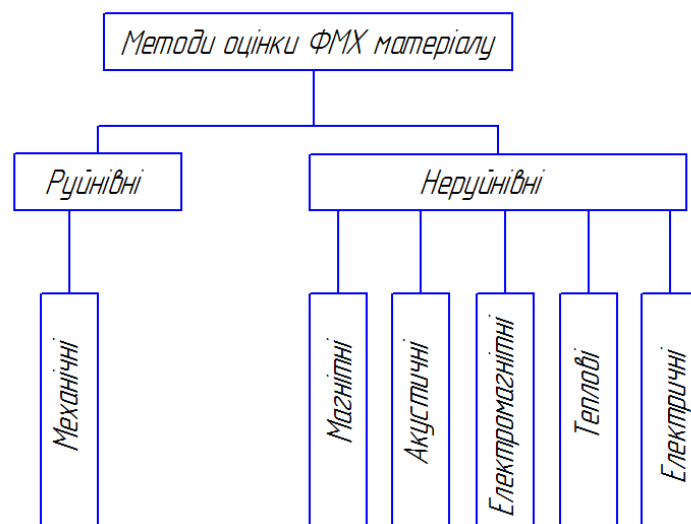 Методи оцінки ФМХ матеріалу
Руйнівні
Неруйнівні
Механічні
Магнітні
Акустичні
Електромагнітні
Теплові
Електричні